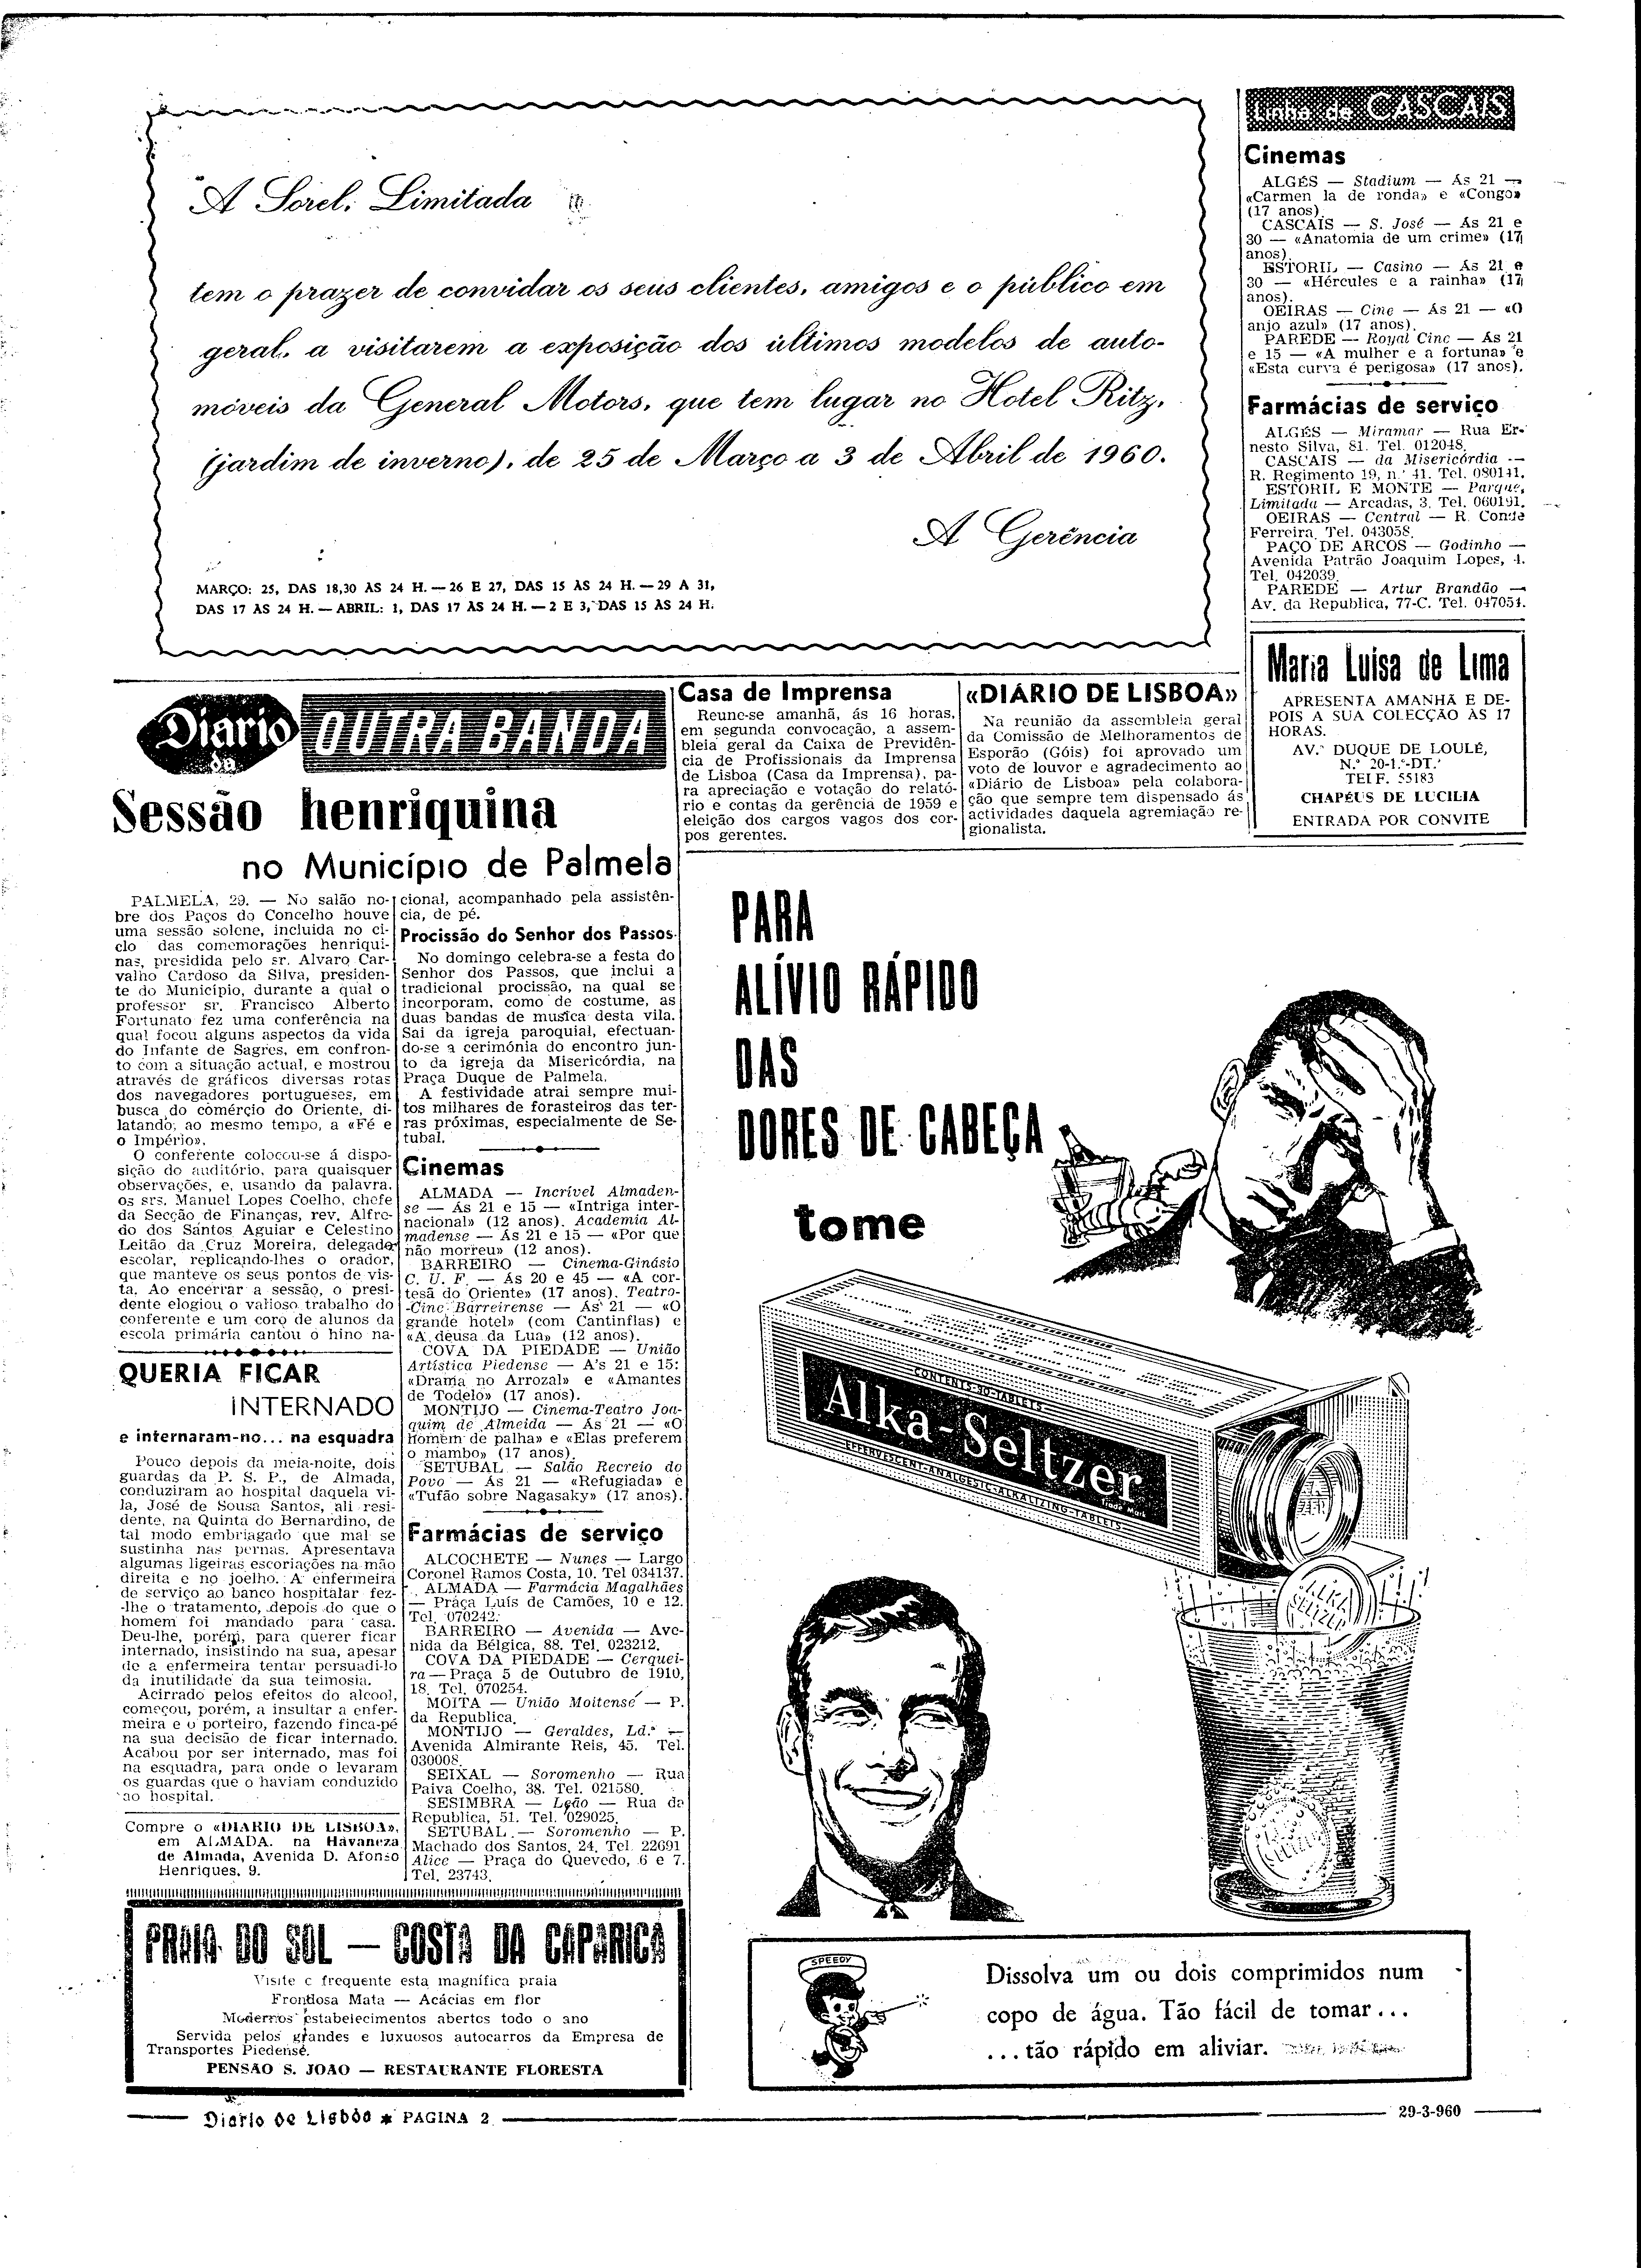 A Sorel, Limitada
tem o prazer de convidar os seus clientes, amigos e o público em
geral, a visitarem a exposição dos últimos modelos de auto-
móveis da General Motors, que tem lugar no Hotel Ritz,
(jardim de inverno), de 25 de Março a 3 de Abril de 1960.
A Gerência
MARÇO: 25, DAS 18,30 ÀS 24 H. — 26 E 27, DAS 15 ÀS 24 H. — 29 A 31,
DAS 17 ÀS 24 H. — ABRIL: 1, DAS 17 ÀS 24 H. — 2 E 3, DAS 15 ÀS 24 H.
Linha de CASCAIS
Cinemas
ALGÉS — Stadium — Ás 21 —
«Carmen la de ronda» e «Congo»
(17 anos).
CASCAIS — S. José — Ás 21 e
30 — «Anatomia de um crime» (17
anos).
ESTORIL — Casino — Ás 21 e
30 — «Hércules e a rainha» (17
anos).
OEIRAS — Cine — Ás 21 — «O
anjo azul» (17 anos).
PAREDE — Royal Cine — Ás 21
e 15 — «A mulher e a fortuna» e
«Esta curva é perigosa» (17 anos).
Farmácias de serviço
ALGÉS — Miramar — Rua Er-
nesto Silva, 81. Tel. 012048.
CASCAIS — da Misericórdia —
R. Regimento 19, n.º 41. Tel. 080141.
ESTORIL E MONTE — Parque,
Limitada — Arcadas, 3. Tel. 060191.
OEIRAS — Central — R. Conde
Ferreira. Tel. 043058.
PAÇO DE ARCOS — Godinho —
Avenida Patrão Joaquim Lopes, 4.
Tel. 042039.
PAREDE — Artur Brandão —
Av. da Republica, 77-C. Tel. 047054.
Maria Luisa de Lima
APRESENTA AMANHÃ E DE-
POIS A SUA COLECÇÃO ÀS 17
HORAS.
AV.ª DUQUE DE LOULÉ,
N.º 20-1.º-DT.º
TELF. 55183
CHAPÉUS DE LUCILIA
ENTRADA POR CONVITE
Diario da OUTRA BANDA
Sessão henriquina
no Município de Palmela
PALMELA, 29. — No salão no-
bre dos Paços do Concelho houve
uma sessão solene, incluida no ci-
clo das comemorações henriqui-
nas, presidida pelo sr. Alvaro Car-
valho Cardoso da Silva, presiden-
te do Município, durante a qual o
professor sr. Francisco Alberto
Fortunato fez uma conferência na
qual focou alguns aspectos da vida
do Infante de Sagres, em confron-
to com a situação actual, e mostrou
através de gráficos diversas rotas
dos navegadores portugueses, em
busca do comércio do Oriente, di-
latando, ao mesmo tempo, a «Fé e
o Império».
O conferente colocou-se á dispo-
sição do auditório, para quaisquer
observações, e, usando da palavra,
os srs. Manuel Lopes Coelho, chefe
da Secção de Finanças, rev. Alfre-
do dos Santos Aguiar e Celestino
Leitão da Cruz Moreira, delegado
escolar, replicando-lhes o orador,
que manteve os seus pontos de vis-
ta. Ao encerrar a sessão, o presi-
dente elogiou o valioso trabalho do
conferente e um coro de alunos da
escola primária cantou o hino na-
cional, acompanhado pela assistên-
cia, de pé.
Procissão do Senhor dos Passos
No domingo celebra-se a festa do
Senhor dos Passos, que inclui a
tradicional procissão, na qual se
incorporam, como de costume, as
duas bandas de musica desta vila.
Sai da igreja paroquial, efectuan-
do-se a cerimónia do encontro jun-
to da igreja da Misericórdia, na
Praça Duque de Palmela.
A festividade atrai sempre mui-
tos milhares de forasteiros das ter-
ras próximas, especialmente de Se-
tubal.
Cinemas
ALMADA — Incrível Almaden-
se — Ás 21 e 15 — «Intriga inter-
nacional» (12 anos). Academia Al-
madense — Ás 21 e 15 — «Por que
não morreu» (12 anos).
BARREIRO — Cinema-Ginásio
C. U. F. — Ás 20 e 45 — «A cor-
tesã do Oriente» (17 anos). Teatro-
-Cine Barreirense — Ás 21 — «O
grande hotel» (com Cantinflas) e
«A deusa da Lua» (12 anos).
COVA DA PIEDADE — União
Artística Piedense — A's 21 e 15:
«Drama no Arrozal» e «Amantes
de Todelo» (17 anos).
MONTIJO — Cinema-Teatro Joa-
quim de Almeida — Ás 21 — «O
homem de palha» e «Elas preferem
o mambo» (17 anos).
SETUBAL — Salão Recreio do
Povo — Ás 21 — «Refugiada» e
«Tufão sobre Nagasaky» (17 anos).
Farmácias de serviço
ALCOCHETE — Nunes — Largo
Coronel Ramos Costa, 10. Tel 034137.
ALMADA — Farmácia Magalhães
— Praça Luís de Camões, 10 e 12.
Tel. 070242.
BARREIRO — Avenida — Ave-
nida da Bélgica, 88. Tel. 023212.
COVA DA PIEDADE — Cerquei-
ra — Praça 5 de Outubro de 1910,
18. Tel. 070254.
MOITA — União Moitense — P.
da Republica.
MONTIJO — Geraldes, Ld.ª —
Avenida Almirante Reis, 45. Tel.
030008.
SEIXAL — Soromenho — Rua
Paiva Coelho, 38. Tel. 021580.
SESIMBRA — Leão — Rua da
Republica, 51. Tel. 029025.
SETUBAL — Soromenho — P.
Machado dos Santos, 24. Tel. 22691
Alice — Praça do Quevedo, 6 e 7.
Tel. 23743.
QUERIA FICAR
INTERNADO
e internaram-no... na esquadra
Pouco depois da meia-noite, dois
guardas da P. S. P., de Almada,
conduziram ao hospital daquela vi-
la, José de Sousa Santos, ali resi-
dente, na Quinta do Bernardino, de
tal modo embriagado que mal se
sustinha nas pernas. Apresentava
algumas ligeiras escoriações na mão
direita e no joelho. A enfermeira
de serviço ao banco hospitalar fez-
-lhe o tratamento, depois do que o
homem foi mandado para casa.
Deu-lhe, porém, para querer ficar
internado, insistindo na sua, apesar
de a enfermeira tentar persuadi-lo
da inutilidade da sua teimosia.
Acirrado pelos efeitos do alcool,
começou, porém, a insultar a enfer-
meira e o porteiro, fazendo finca-pé
na sua decisão de ficar internado.
Acabou por ser internado, mas foi
na esquadra, para onde o levaram
os guardas que o haviam conduzido
ao hospital.
Compre o «DIARIO DE LISBOA»,
em ALMADA, na Havaneza
de Almada, Avenida D. Afonso
Henriques, 9.
PRAIA DO SOL — COSTA DA CAPARICA
Visite e frequente esta magnífica praia
Frondosa Mata — Acácias em flor
Modernos estabelecimentos abertos todo o ano
Servida pelos grandes e luxuosos autocarros da Empresa de
Transportes Piedense.
PENSÃO S. JOAO — RESTAURANTE FLORESTA
Casa de Imprensa
Reune-se amanhã, ás 16 horas,
em segunda convocação, a assem-
bleia geral da Caixa de Previdên-
cia de Profissionais da Imprensa
de Lisboa (Casa da Imprensa), pa-
ra apreciação e votação do relató-
rio e contas da gerência de 1959 e
eleição dos cargos vagos dos cor-
pos gerentes.
«DIÁRIO DE LISBOA»
Na reunião da assembleia geral
da Comissão de Melhoramentos de
Esporão (Góis) foi aprovado um
voto de louvor e agradecimento ao
«Diário de Lisboa» pela colabora-
ção que sempre tem dispensado ás
actividades daquela agremiação re-
gionalista.
PARA
ALÍVIO RÁPIDO
DAS
DORES DE CABEÇA
tome
CONTENTS-30-TABLETS
Alka-Seltzer
Trade Mark
EFFERVESCENT-ANALGESIC-ALKALIZING-TABLETS
ALKA
SELTZER
ALKA
SELTZER
SPEEDY
Dissolva um ou dois comprimidos num
copo de água. Tão fácil de tomar...
...tão rápido em aliviar.
Diario de Lisboa * PAGINA 2
29-3-960